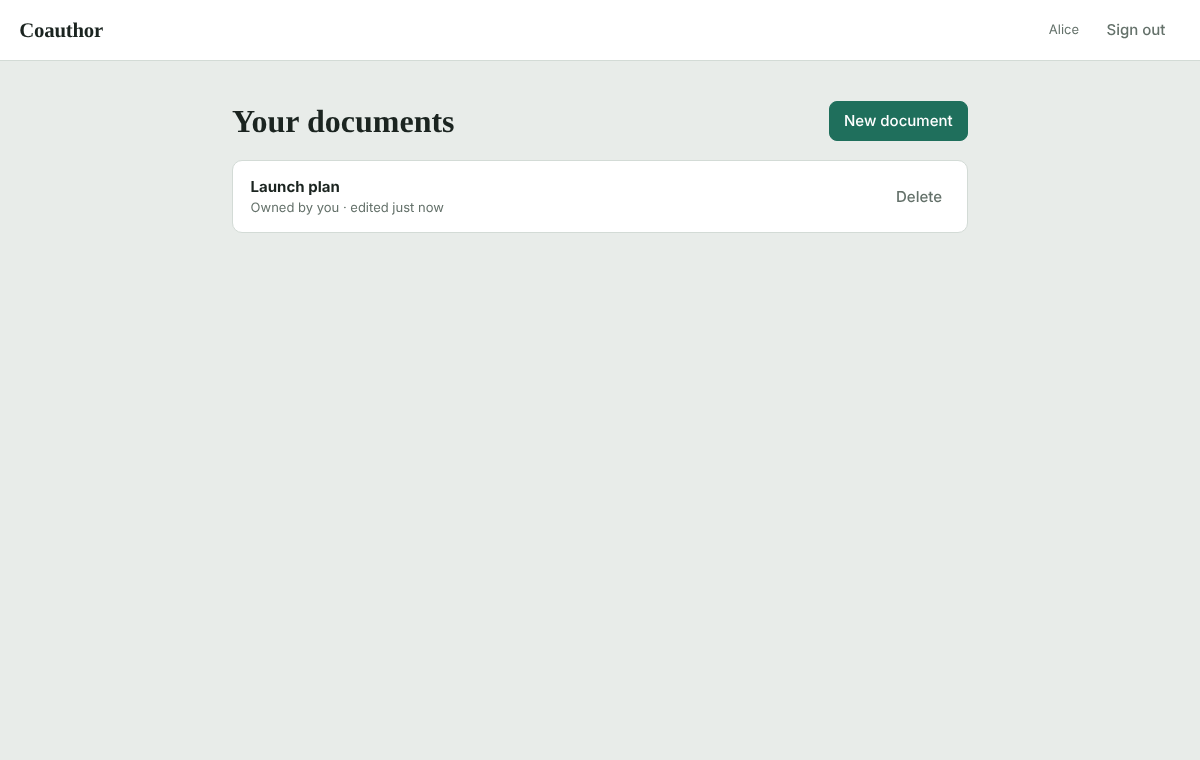 Coauthor
Alice
Sign out
Your documents
New document
Launch plan
Owned by you · edited just now
Delete